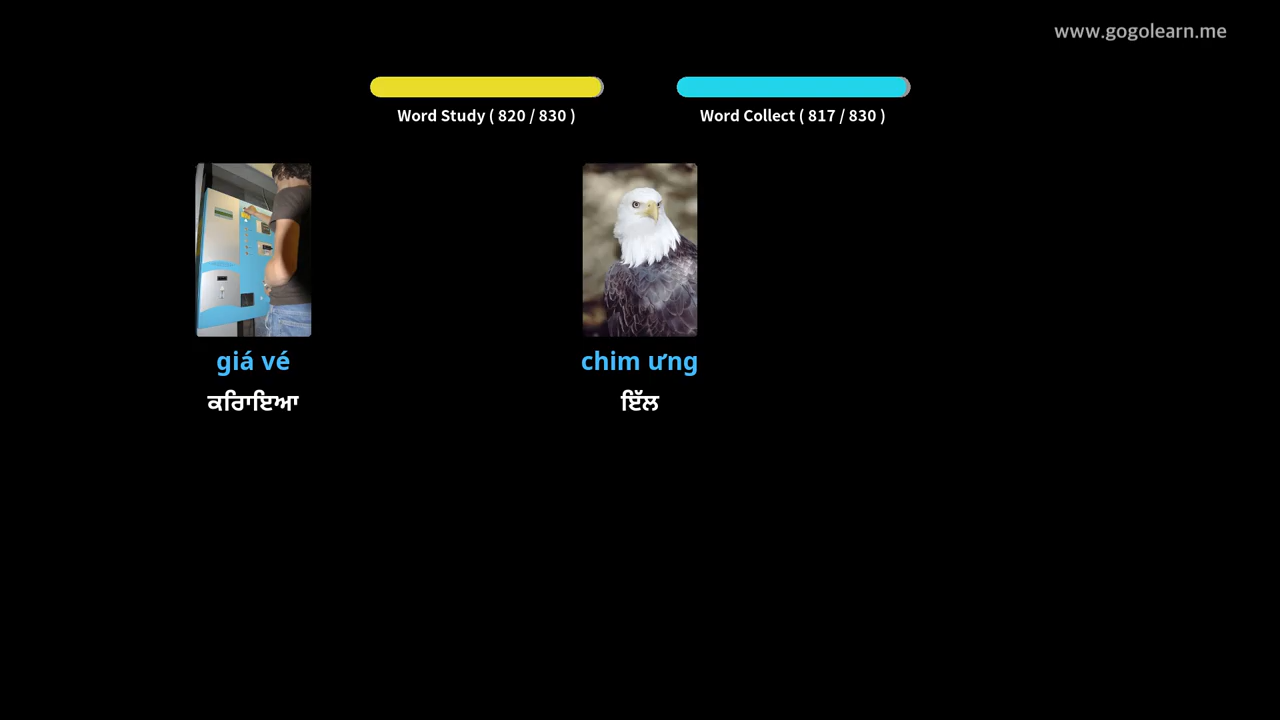 www.gogolearn.me
Word Study ( 820 / 830 )
Word Collect ( 817 / 830 )
giá vé
ਕਰਿਾਇਆ
chim ưng
ਇੱਲ